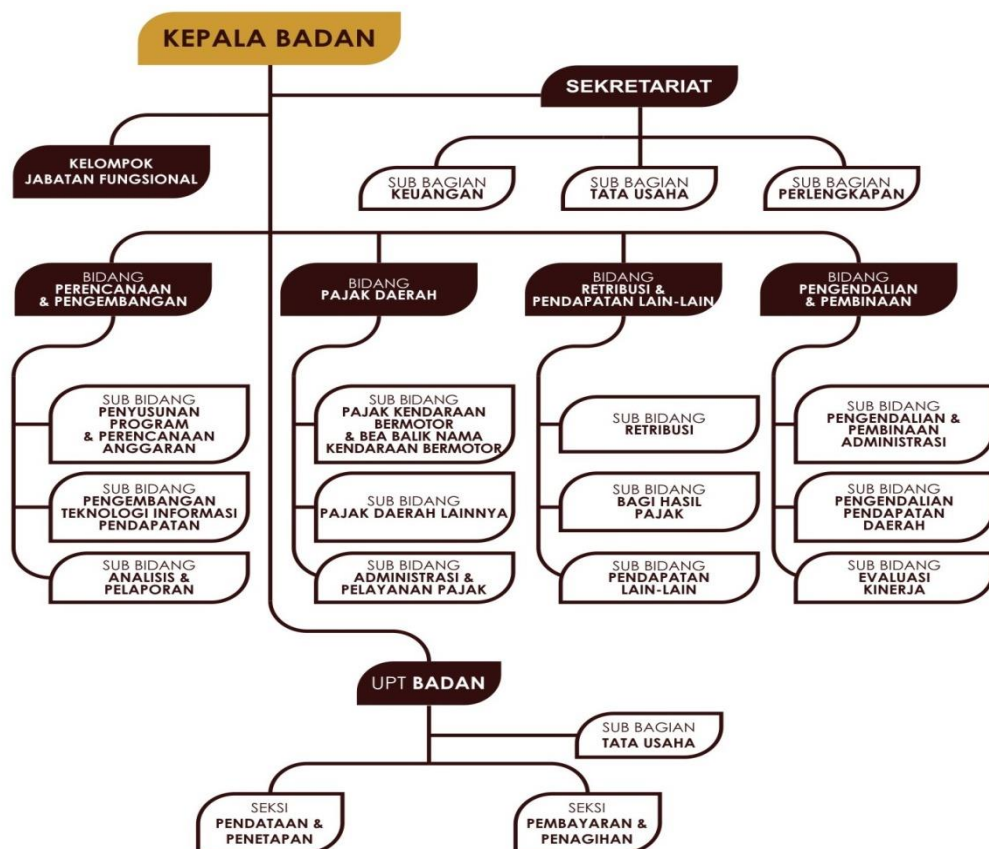 KEPALA BADAN
SEKRETARIAT
KELOMPOK
JABATAN FUNGSIONAL
SUB BAGIAN
KEUANGAN
SUB BAGIAN
TATA USAHA
SUB BAGIAN
PERLENGKAPAN
BIDANG
PERENCANAAN
& PENGEMBANGAN
BIDANG
PAJAK DAERAH
BIDANG
RETRIBUSI &
PENDAPATAN LAIN-LAIN
BIDANG
PENGENDALIAN
& PEMBINAAN
SUB BIDANG
PENYUSUNAN
PROGRAM
& PERENCANAAN
ANGGARAN
SUB BIDANG
PENGEMBANGAN
TEKNOLOGI INFORMASI
PENDAPATAN
SUB BIDANG
ANALISIS &
PELAPORAN
SUB BIDANG
PAJAK KENDARAAN
BERMOTOR
& BEA BALIK NAMA
KENDARAAN BERMOTOR
SUB BIDANG
PAJAK DAERAH LAINNYA
SUB BIDANG
ADMINISTRASI &
PELAYANAN PAJAK
SUB BIDANG
RETRIBUSI
SUB BIDANG
BAGI HASIL
PAJAK
SUB BIDANG
PENDAPATAN
LAIN-LAIN
SUB BIDANG
PENGENDALIAN &
PEMBINAAN
ADMINISTRASI
SUB BIDANG
PENGENDALIAN
PENDAPATAN
DAERAH
SUB BIDANG
EVALUASI
KINERJA
UPT BADAN
SUB BAGIAN
TATA USAHA
SEKSI
PENDATAAN &
PENETAPAN
SEKSI
PEMBAYARAN &
PENAGIHAN